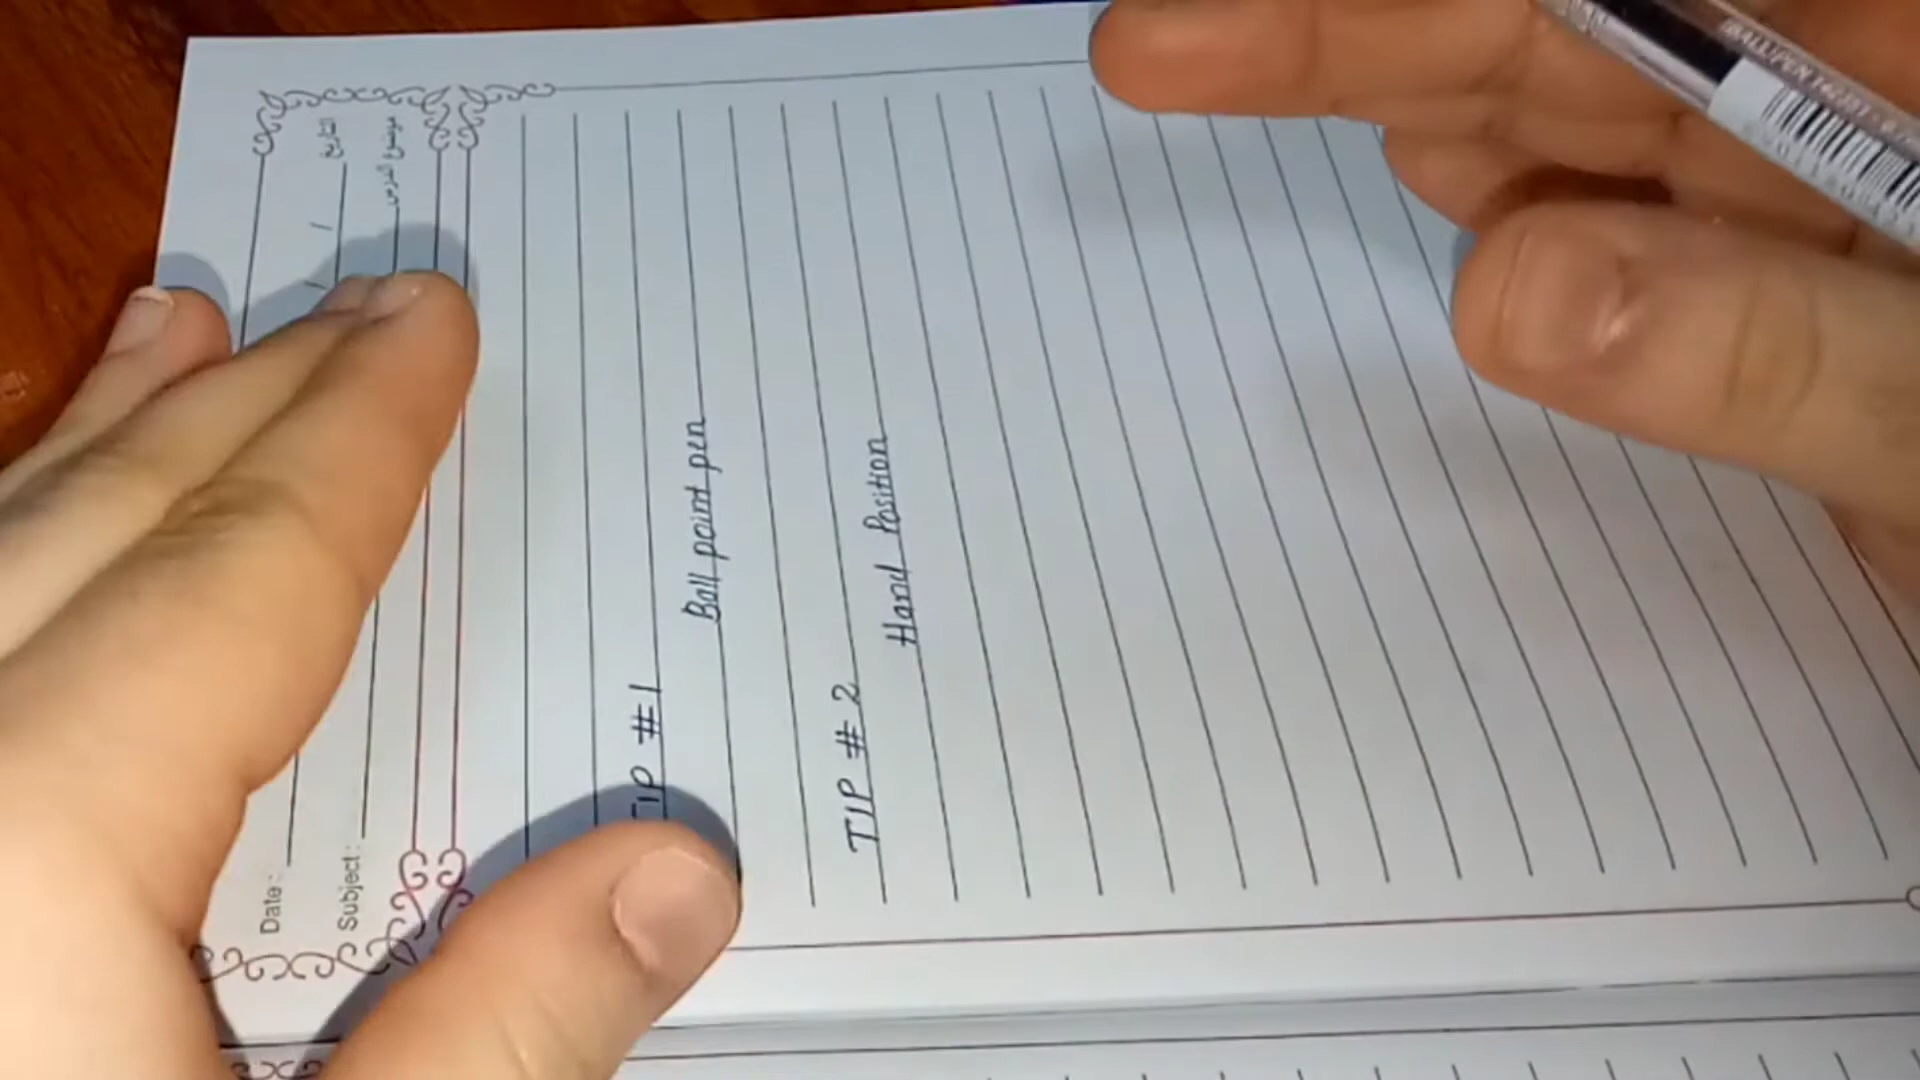 Date : / / التاريخ
Subject : موضوع الدرس
TIP #1
Ball point pen
TIP # 2
Hand Position